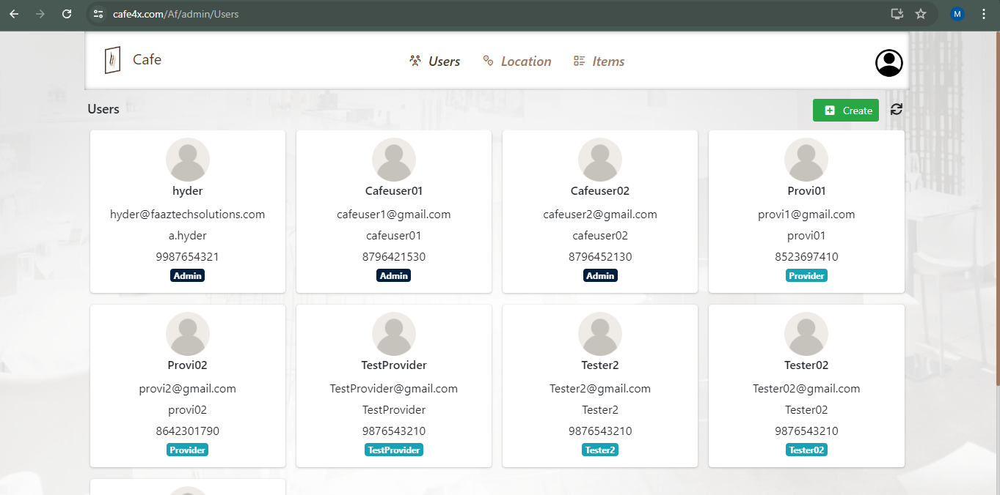 cafe4x.com/Af/admin/Users
M
Cafe
Users Location Items
Users
Create
hyder
hyder@faaztechsolutions.com
a.hyder
9987654321
Admin
Cafeuser01
cafeuser1@gmail.com
cafeuser01
8796421530
Admin
Cafeuser02
cafeuser2@gmail.com
cafeuser02
8796452130
Admin
Provi01
provi1@gmail.com
provi01
8523697410
Provider
Provi02
provi2@gmail.com
provi02
8642301790
Provider
TestProvider
TestProvider@gmail.com
TestProvider
9876543210
TestProvider
Tester2
Tester2@gmail.com
Tester2
9876543210
Tester2
Tester02
Tester02@gmail.com
Tester02
9876543210
Tester02